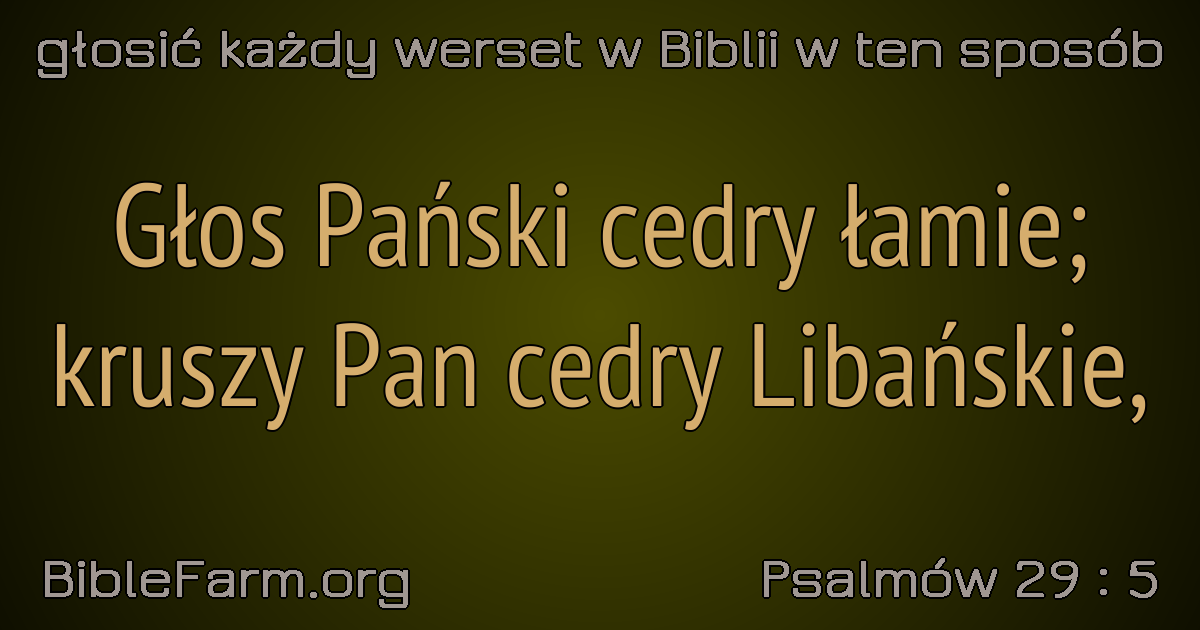 głosić każdy werset w Biblii w ten sposób
Głos Pański cedry łamie;
kruszy Pan cedry Libańskie,
BibleFarm.org
Psalmów 29 : 5